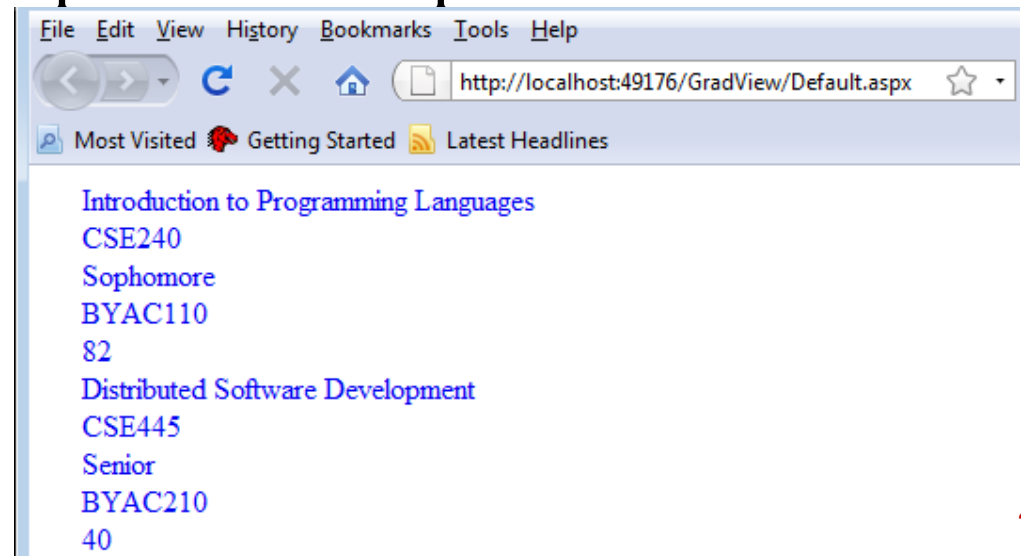 File Edit View History Bookmarks Tools Help
http://localhost:49176/GradView/Default.aspx
Most Visited Getting Started Latest Headlines
Introduction to Programming Languages
CSE240
Sophomore
BYAC110
82
Distributed Software Development
CSE445
Senior
BYAC210
40